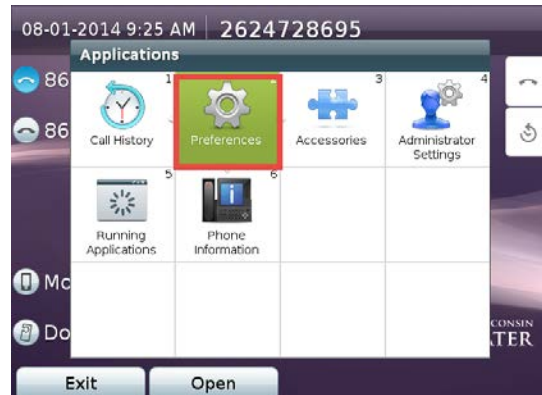 08-01-2014 9:25 AM 2624728695
Applications
86
86
1
Call History
Preferences
3
Accessories
4
Administrator
Settings
5
Running
Applications
6
Phone
Information
Mo
Do
CONSIN
TER
Exit
Open